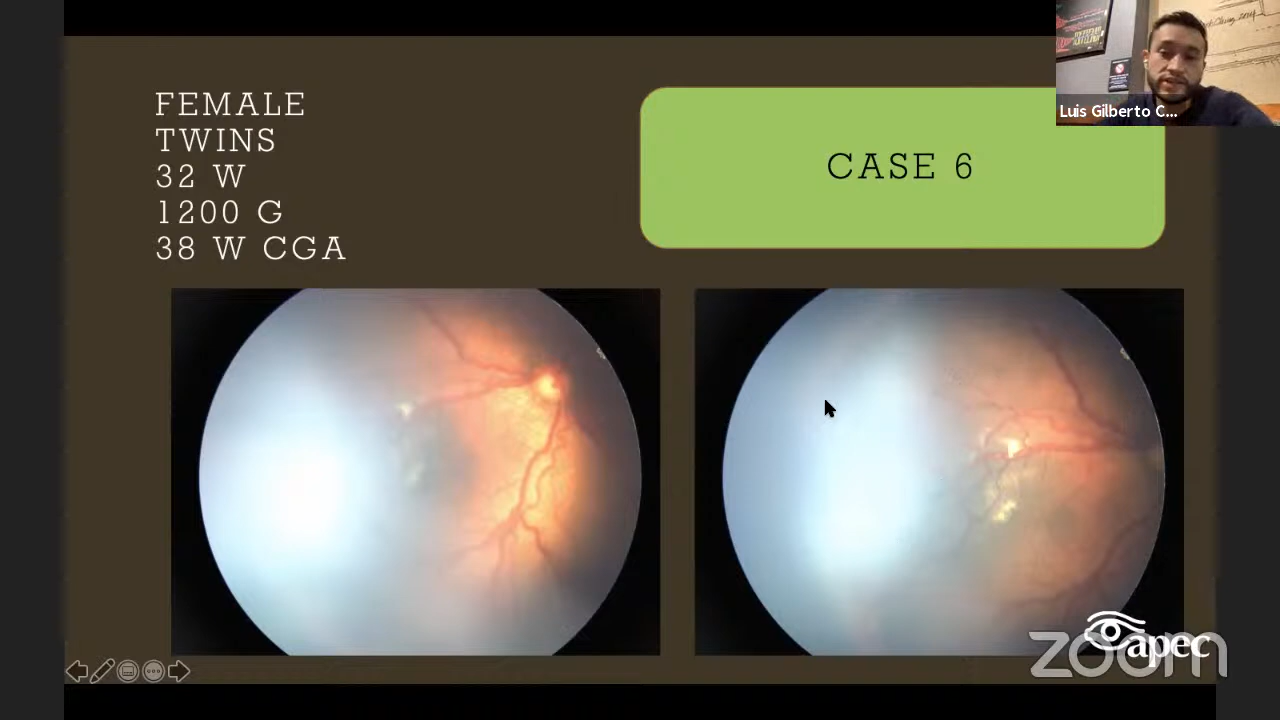 FEMALE
TWINS
32 W
1200 G
38 W CGA
CASE 6
Luis Gilberto C...
zoom
apec